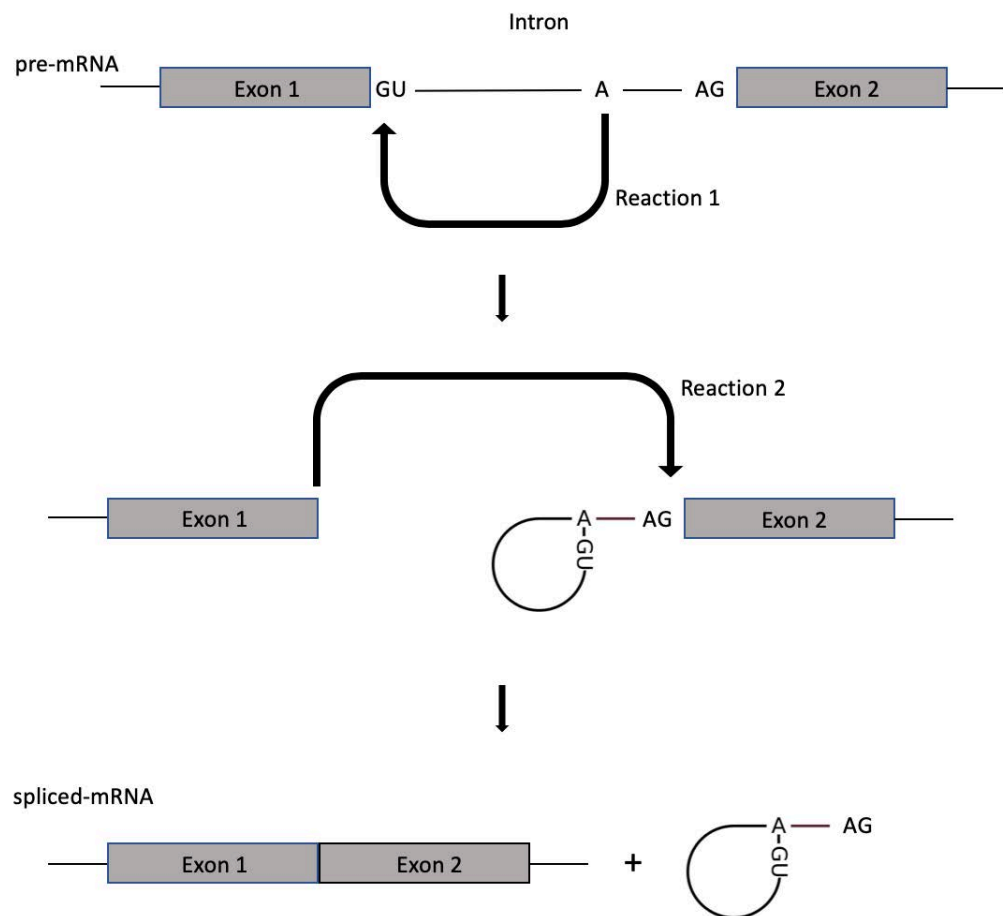 Intron
pre-mRNA
Exon 1 GU A AG Exon 2
Reaction 1
Reaction 2
Exon 1 A AG Exon 2
GU
spliced-mRNA
A AG
GU
Exon 1 Exon 2 +